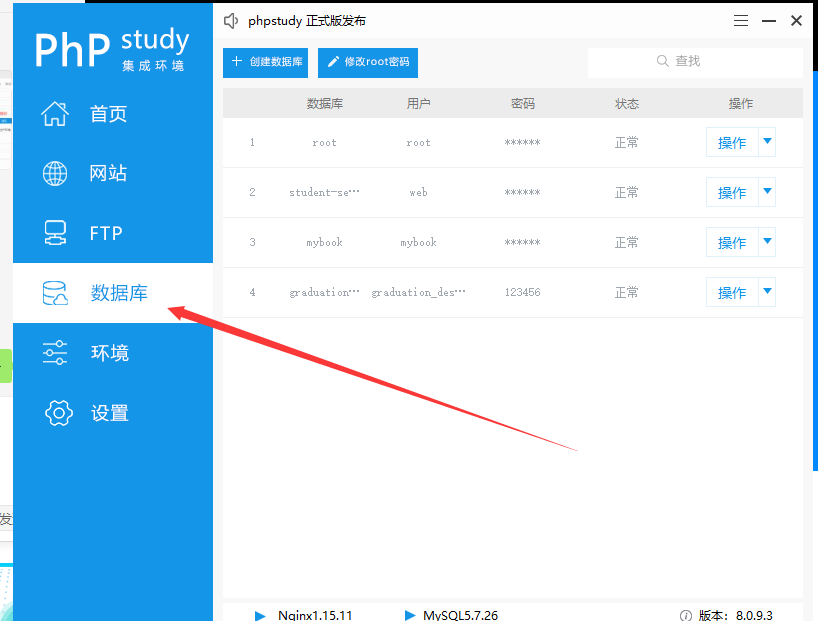 PhP study
集成环境
首页
网站
FTP
数据库
环境
设置
phpstudy 正式版发布
创建数据库
修改root密码
查找
数据库 用户 密码 状态 操作
1 root root ****** 正常 操作
2 student-se… web ****** 正常 操作
3 mybook mybook ****** 正常 操作
4 graduation… graduation_des… 123456 正常 操作
Nginx1.15.11 MySQL5.7.26 版本: 8.0.9.3
发